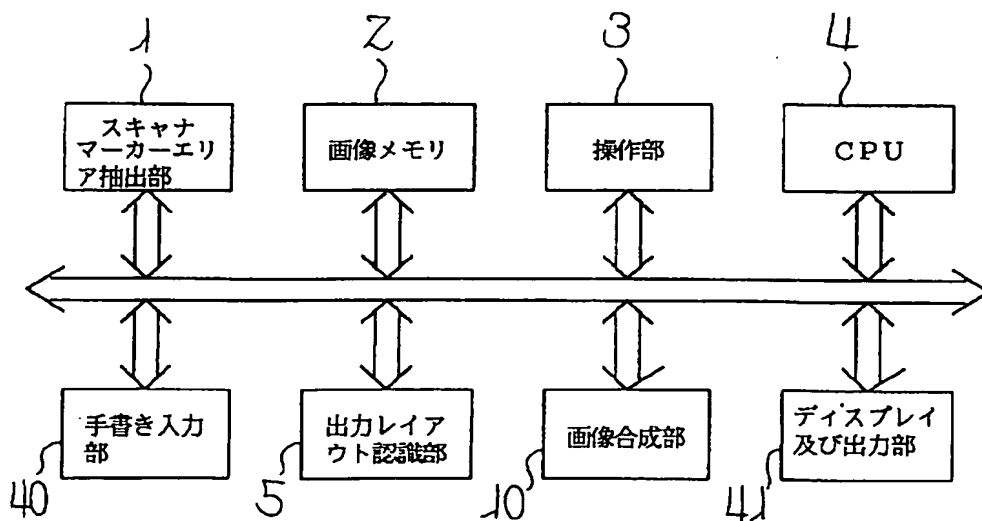 1
2
3
4
スキャナ
マーカーエリ
ア抽出部
画像メモリ
操作部
CPU
手書き入力
部
出力レイア
ウト認識部
画像合成部
ディスプレイ
及び出力部
40
5
10
41